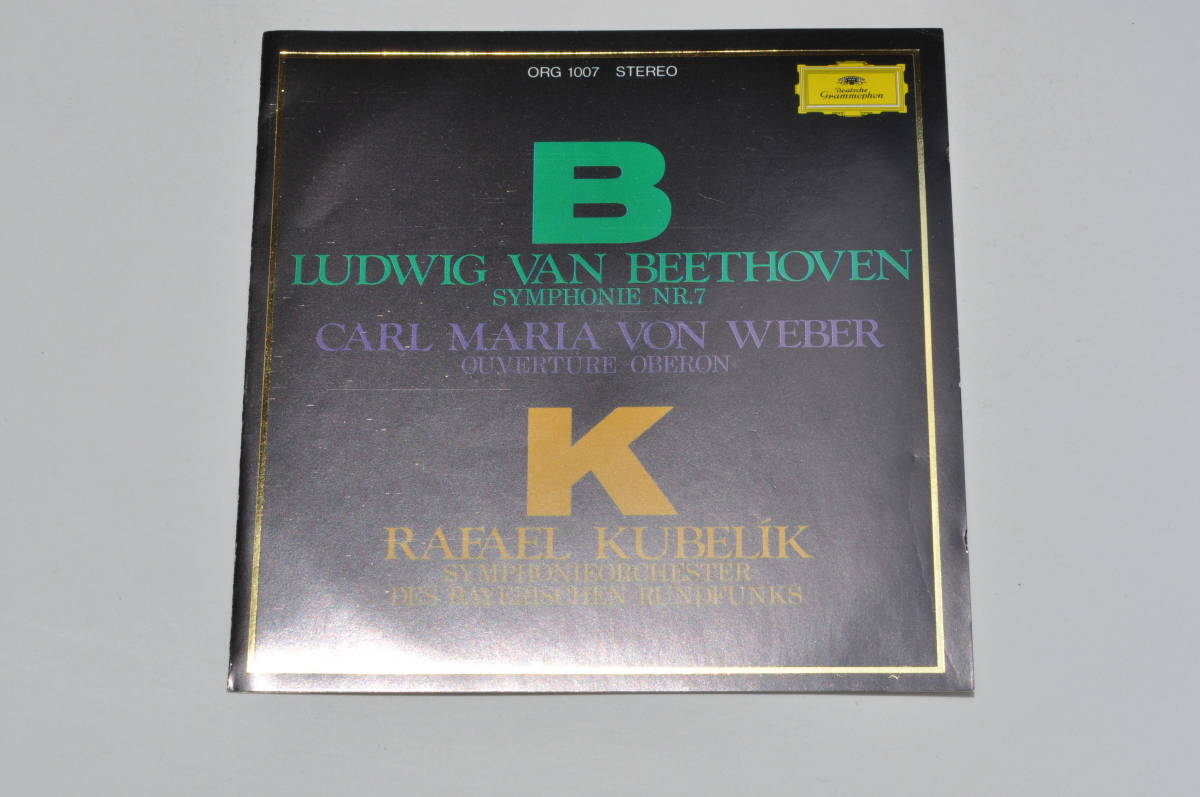 ORG 1007 STEREO
Deutsche
Grammophon
B
LUDWIG VAN BEETHOVEN
SYMPHONIE NR.7
CARL MARIA VON WEBER
OUVERTÜRE OBERON
K
RAFAEL KUBELÍK
SYMPHONIEORCHESTER
DES BAYERISCHEN RUNDFUNKS